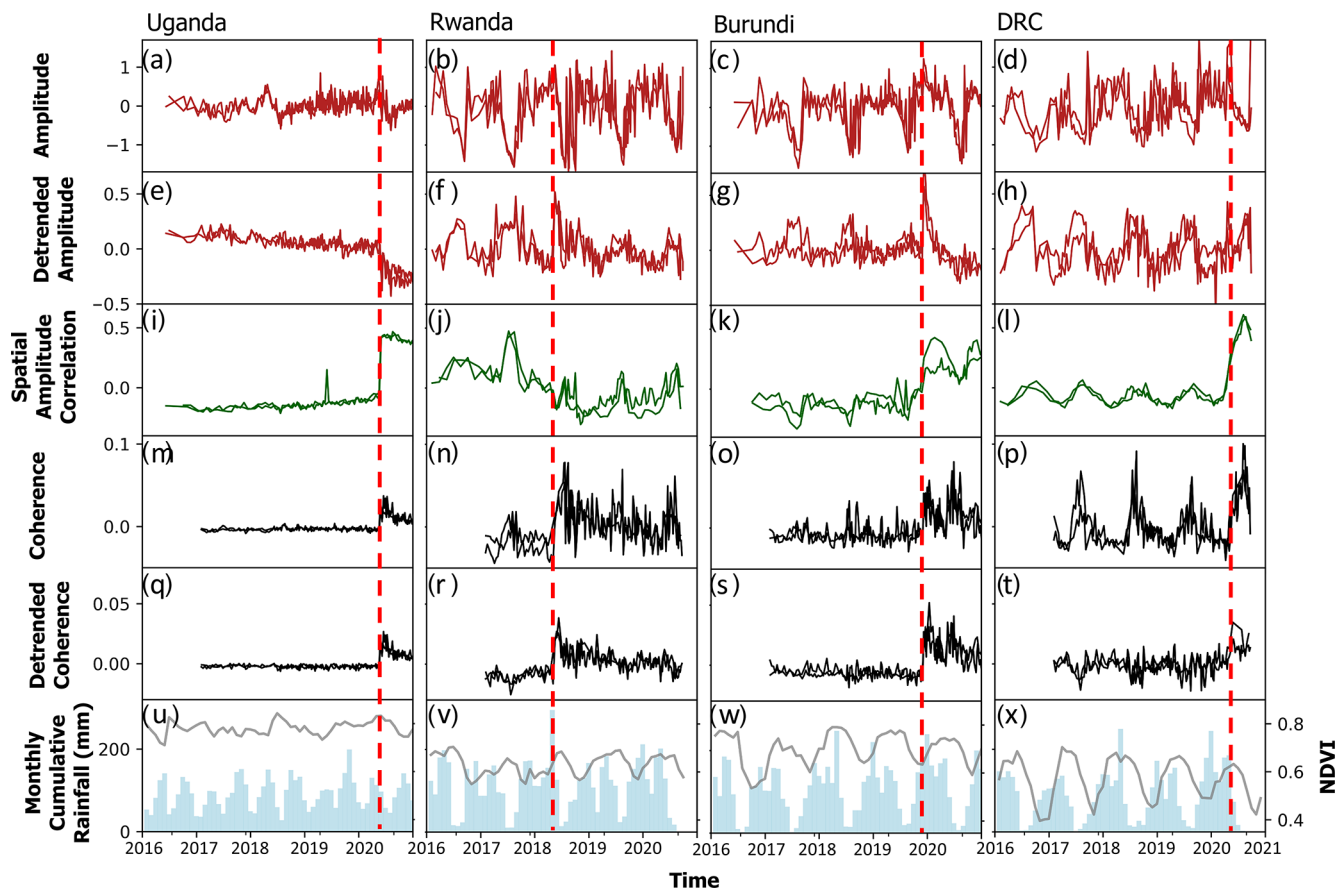 Uganda Rwanda Burundi DRC
(a) (b) (c) (d)
Amplitude
1
0
−1
(e) (f) (g) (h)
Detrended
Amplitude
0.5
0.0
−0.5
(i) (j) (k) (l)
Spatial
Amplitude
Correlation
0.5
0.0
(m) (n) (o) (p)
Coherence
0.1
0.0
(q) (r) (s) (t)
Detrended
Coherence
0.05
0.00
(u) (v) (w) (x)
Monthly
Cumulative
Rainfall (mm)
200
0
0.8
0.6
0.4
NDVI
2016 2017 2018 2019 2020 2016 2017 2018 2019 2020 2016 2017 2018 2019 2020 2016 2017 2018 2019 2020 2021
Time